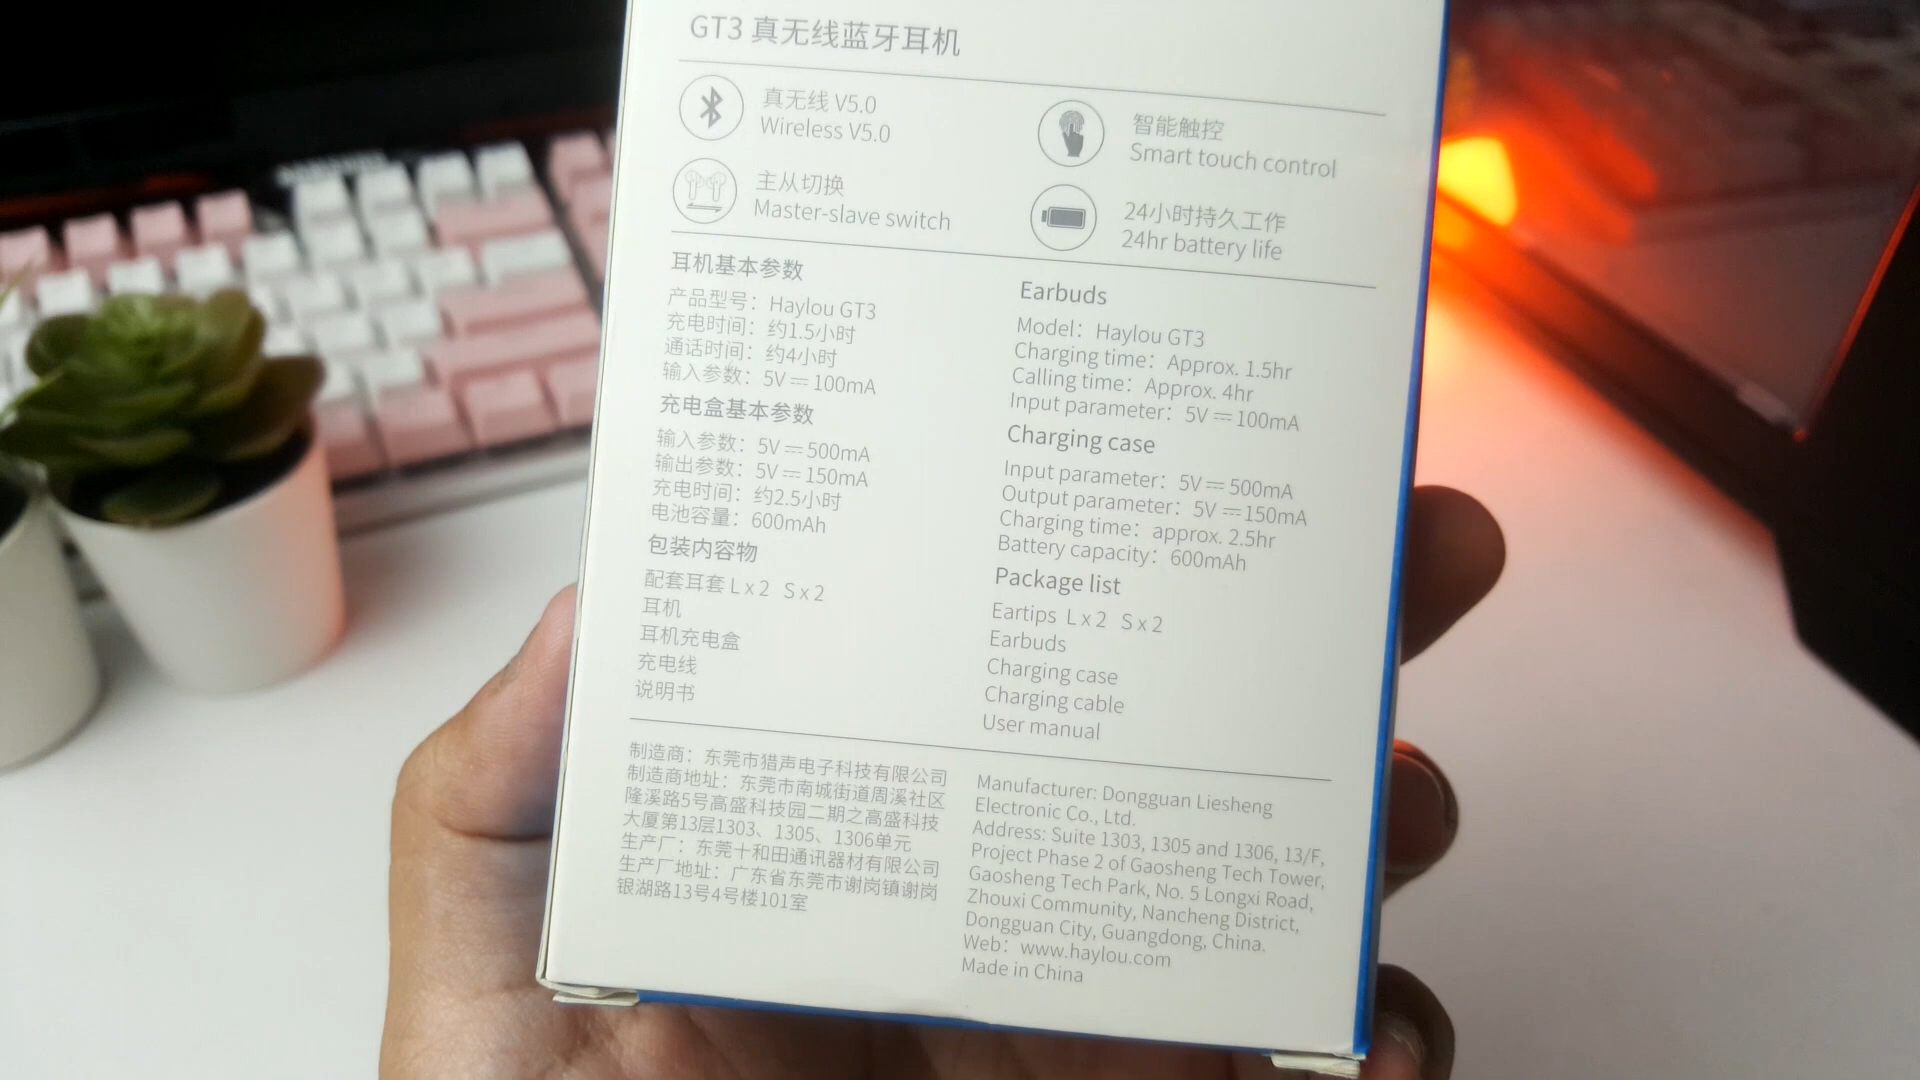 GT3 真无线蓝牙耳机
真无线 V5.0
Wireless V5.0
智能触控
Smart touch control
主从切换
Master-slave switch
24小时持久工作
24hr battery life
耳机基本参数
产品型号：Haylou GT3
充电时间：约1.5小时
通话时间：约4小时
输入参数：5V⎓100mA
充电盒基本参数
输入参数：5V⎓500mA
输出参数：5V⎓150mA
充电时间：约2.5小时
电池容量：600mAh
包装内容物
配套耳套 L x 2 S x 2
耳机
耳机充电盒
充电线
说明书
Earbuds
Model：Haylou GT3
Charging time：Approx. 1.5hr
Calling time：Approx. 4hr
Input parameter：5V⎓100mA
Charging case
Input parameter：5V⎓500mA
Output parameter：5V⎓150mA
Charging time：approx. 2.5hr
Battery capacity：600mAh
Package list
Eartips L x 2 S x 2
Earbuds
Charging case
Charging cable
User manual
制造商：东莞市猎声电子科技有限公司
制造商地址：东莞市南城街道周溪社区
隆溪路5号高盛科技园二期之高盛科技
大厦第13层1303、1305、1306单元
生产厂：东莞十和田通讯器材有限公司
生产厂地址：广东省东莞市谢岗镇谢岗
银湖路13号4号楼101室
Manufacturer: Dongguan Liesheng
Electronic Co., Ltd.
Address: Suite 1303, 1305 and 1306, 13/F,
Project Phase 2 of Gaosheng Tech Tower,
Gaosheng Tech Park, No. 5 Longxi Road,
Zhouxi Community, Nancheng District,
Dongguan City, Guangdong, China.
Web：www.haylou.com
Made in China